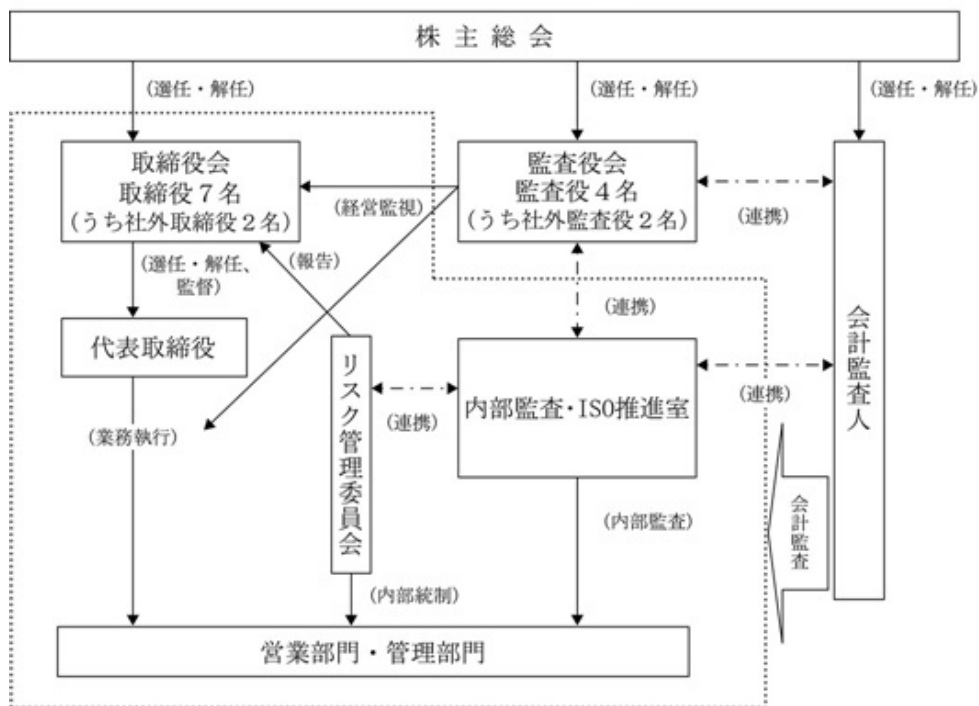 株主総会
(選任・解任)
(選任・解任)
(選任・解任)
取締役会
取締役７名
(うち社外取締役２名)
監査役会
監査役４名
(うち社外監査役２名)
(経営監視)
(連携)
(選任・解任、
監督)
(報告)
(連携)
代表取締役
リスク管理委員会
内部監査・ISO推進室
会計監査人
(連携)
(連携)
(業務執行)
(内部監査)
会計監査
(内部統制)
営業部門・管理部門